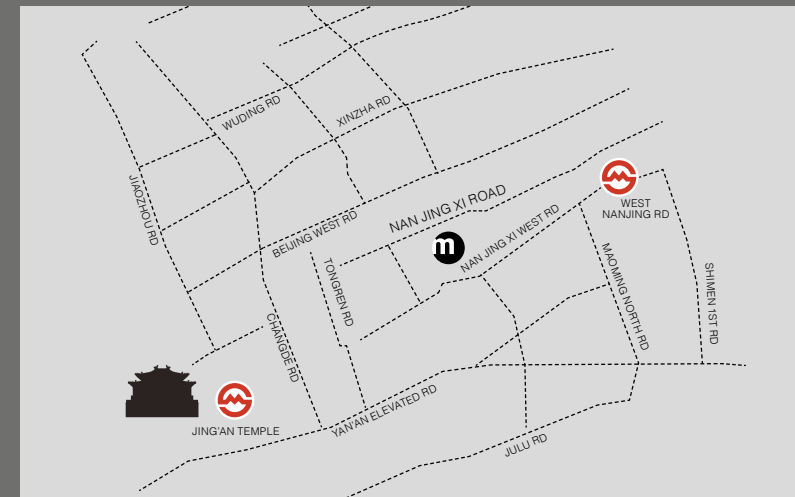 WUDING RD
XINZHA RD
JIAOZHOU RD
NAN JING XI ROAD
WEST
NANJING RD
BEIJING WEST RD
NAN JING XI WEST RD
m
TONGREN RD
MAOMING NORTH RD
SHIMEN 1ST RD
CHANGDE RD
YAN'AN ELEVATED RD
JING'AN TEMPLE
JULU RD